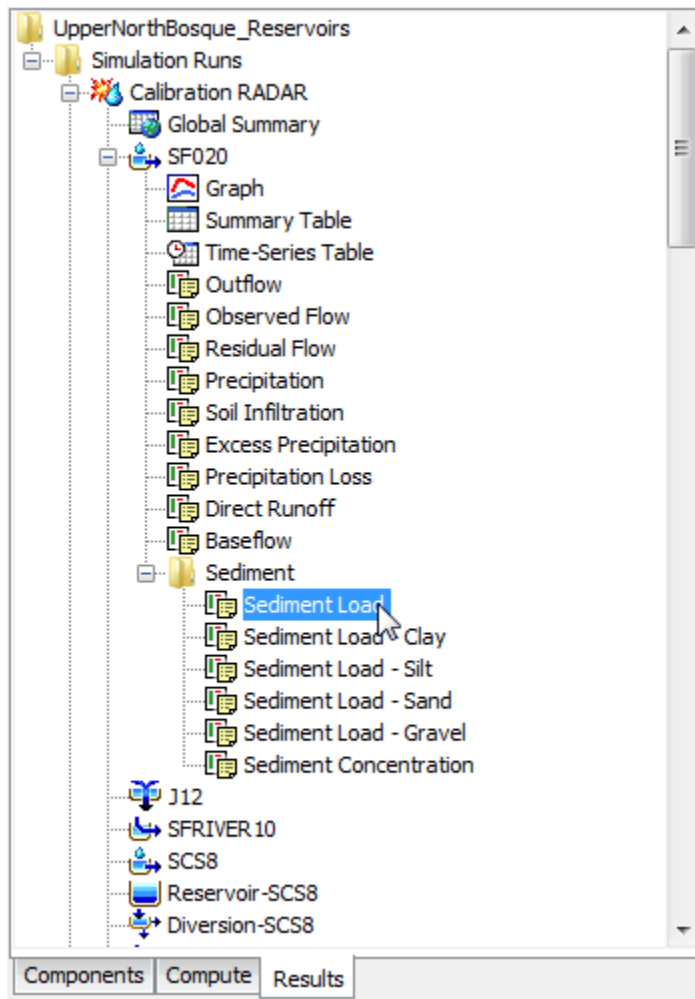 UpperNorthBosque_Reservoirs
Simulation Runs
Calibration RADAR
Global Summary
SF020
Graph
Summary Table
Time-Series Table
Outflow
Observed Flow
Residual Flow
Precipitation
Soil Infiltration
Excess Precipitation
Precipitation Loss
Direct Runoff
Baseflow
Sediment
Sediment Load
Sediment Load - Clay
Sediment Load - Silt
Sediment Load - Sand
Sediment Load - Gravel
Sediment Concentration
J12
SFRIVER10
SCS8
Reservoir-SCS8
Diversion-SCS8
Components Compute Results